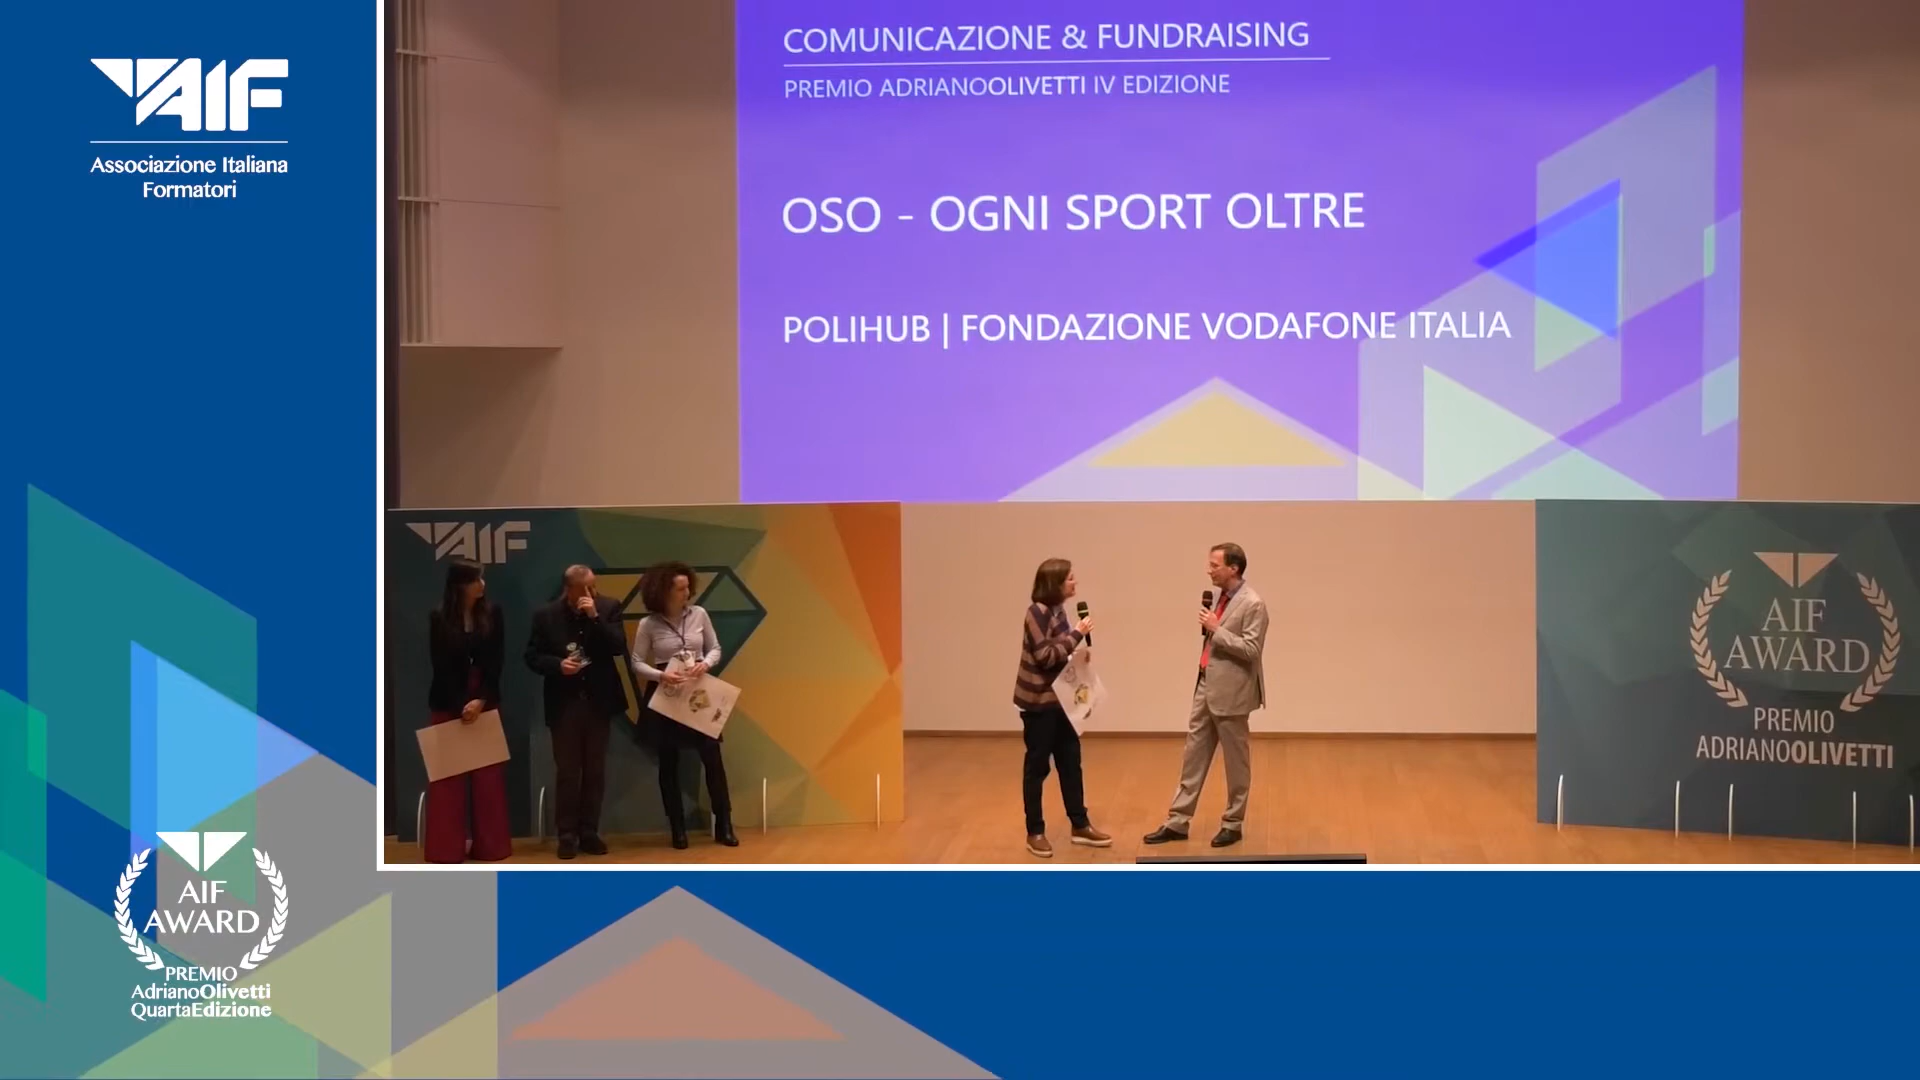 AIF
Associazione Italiana
Formatori
COMUNICAZIONE & FUNDRAISING
PREMIO ADRIANOOLIVETTI IV EDIZIONE
OSO - OGNI SPORT OLTRE
POLIHUB | FONDAZIONE VODAFONE ITALIA
AIF
AIF
AWARD
PREMIO
ADRIANOOLIVETTI
AIF
AWARD
PREMIO
AdrianoOlivetti
QuartaEdizione